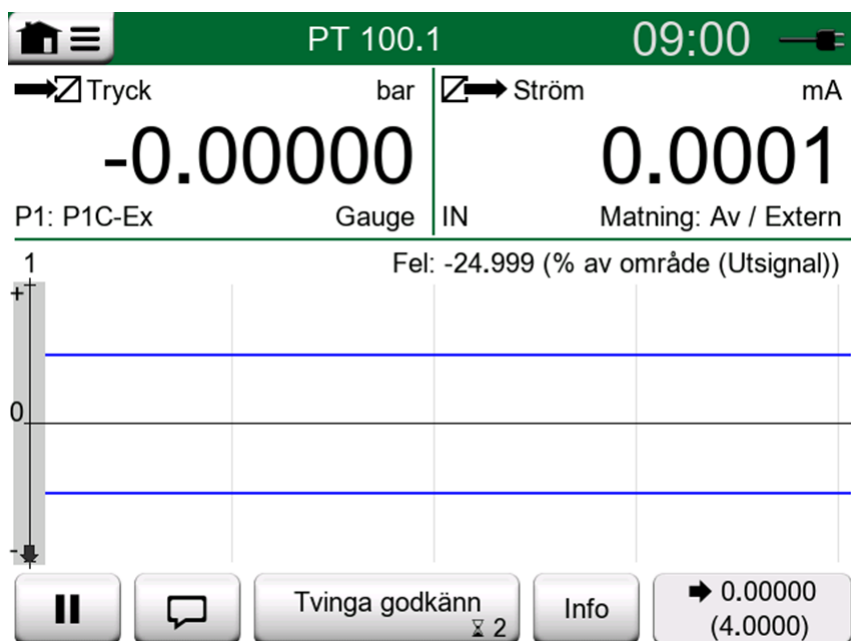 PT 100.1 09:00
Tryck bar
-0.00000
P1: P1C-Ex Gauge
Ström mA
0.0001
IN Matning: Av / Extern
Fel: -24.999 (% av område (Utsignal))
1
+
0
-
Tvinga godkänn
2
Info
0.00000
(4.0000)